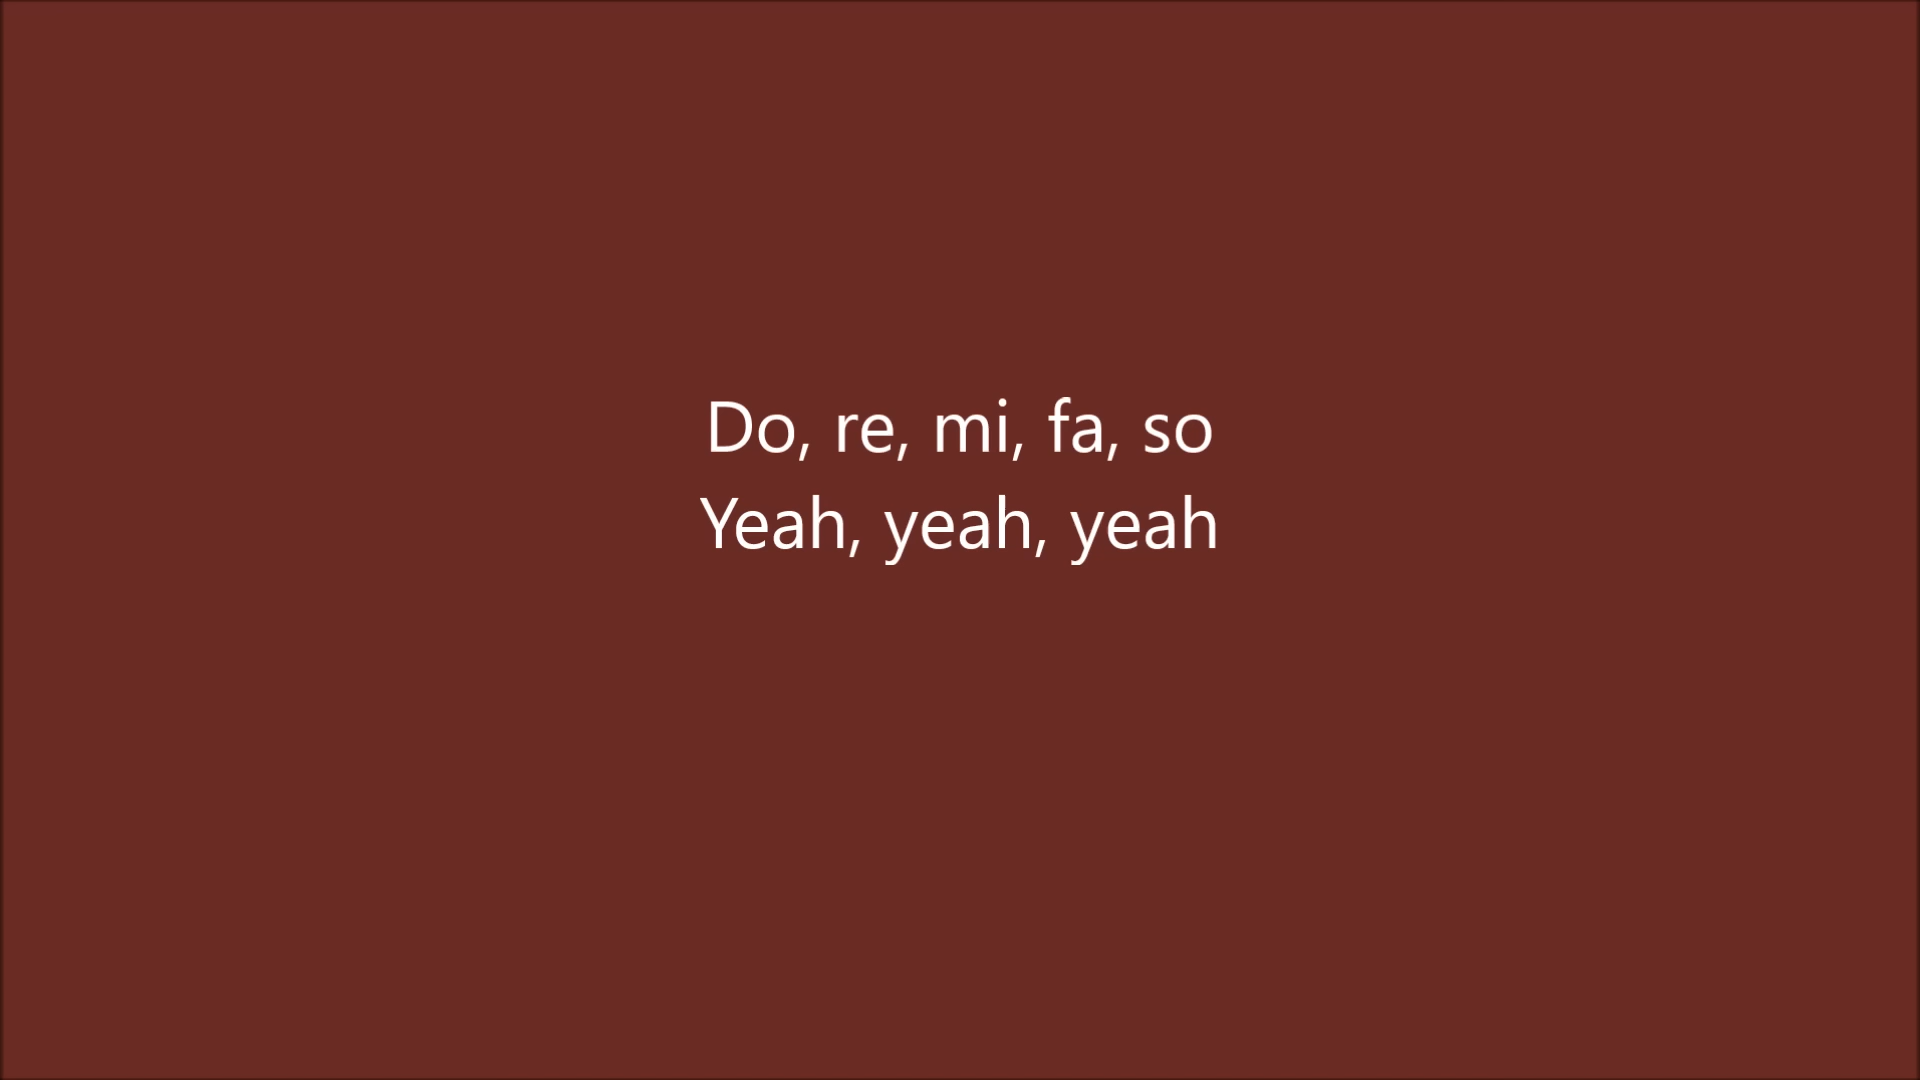 Do, re, mi, fa, so
Yeah, yeah, yeah